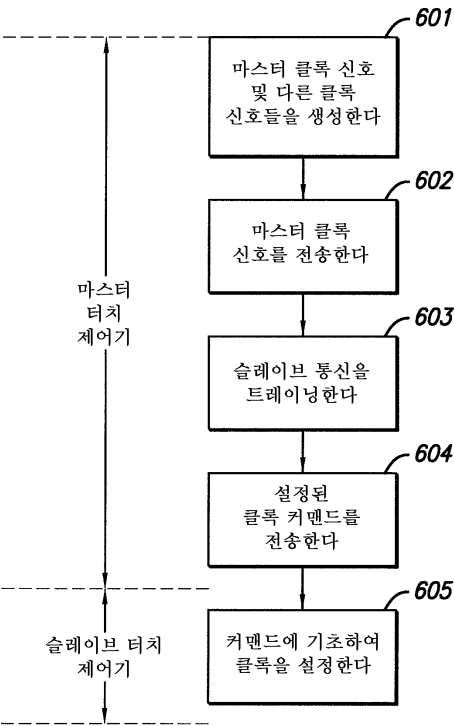 601
마스터 클록 신호
및 다른 클록
신호들을 생성한다
602
마스터 클록
신호를 전송한다
마스터
터치
제어기
603
슬레이브 통신을
트레이닝한다
604
설정된
클록 커맨드를
전송한다
605
슬레이브 터치
제어기
커맨드에 기초하여
클록을 설정한다